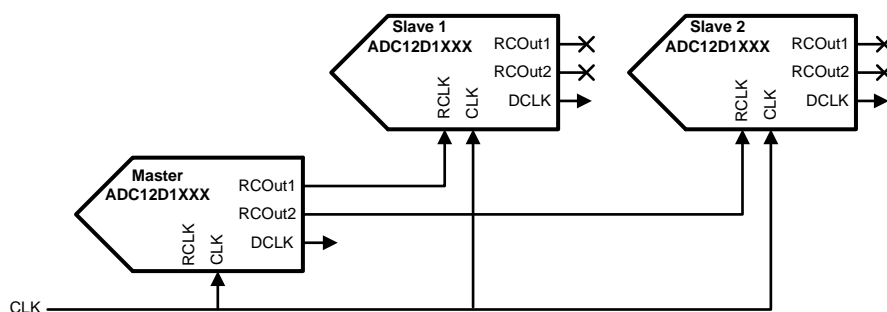 Slave 1
ADC12D1XXX
RCOut1
RCOut2
DCLK
RCLK
CLK
Slave 2
ADC12D1XXX
RCOut1
RCOut2
DCLK
RCLK
CLK
Master
ADC12D1XXX
RCOut1
RCOut2
DCLK
RCLK
CLK
CLK